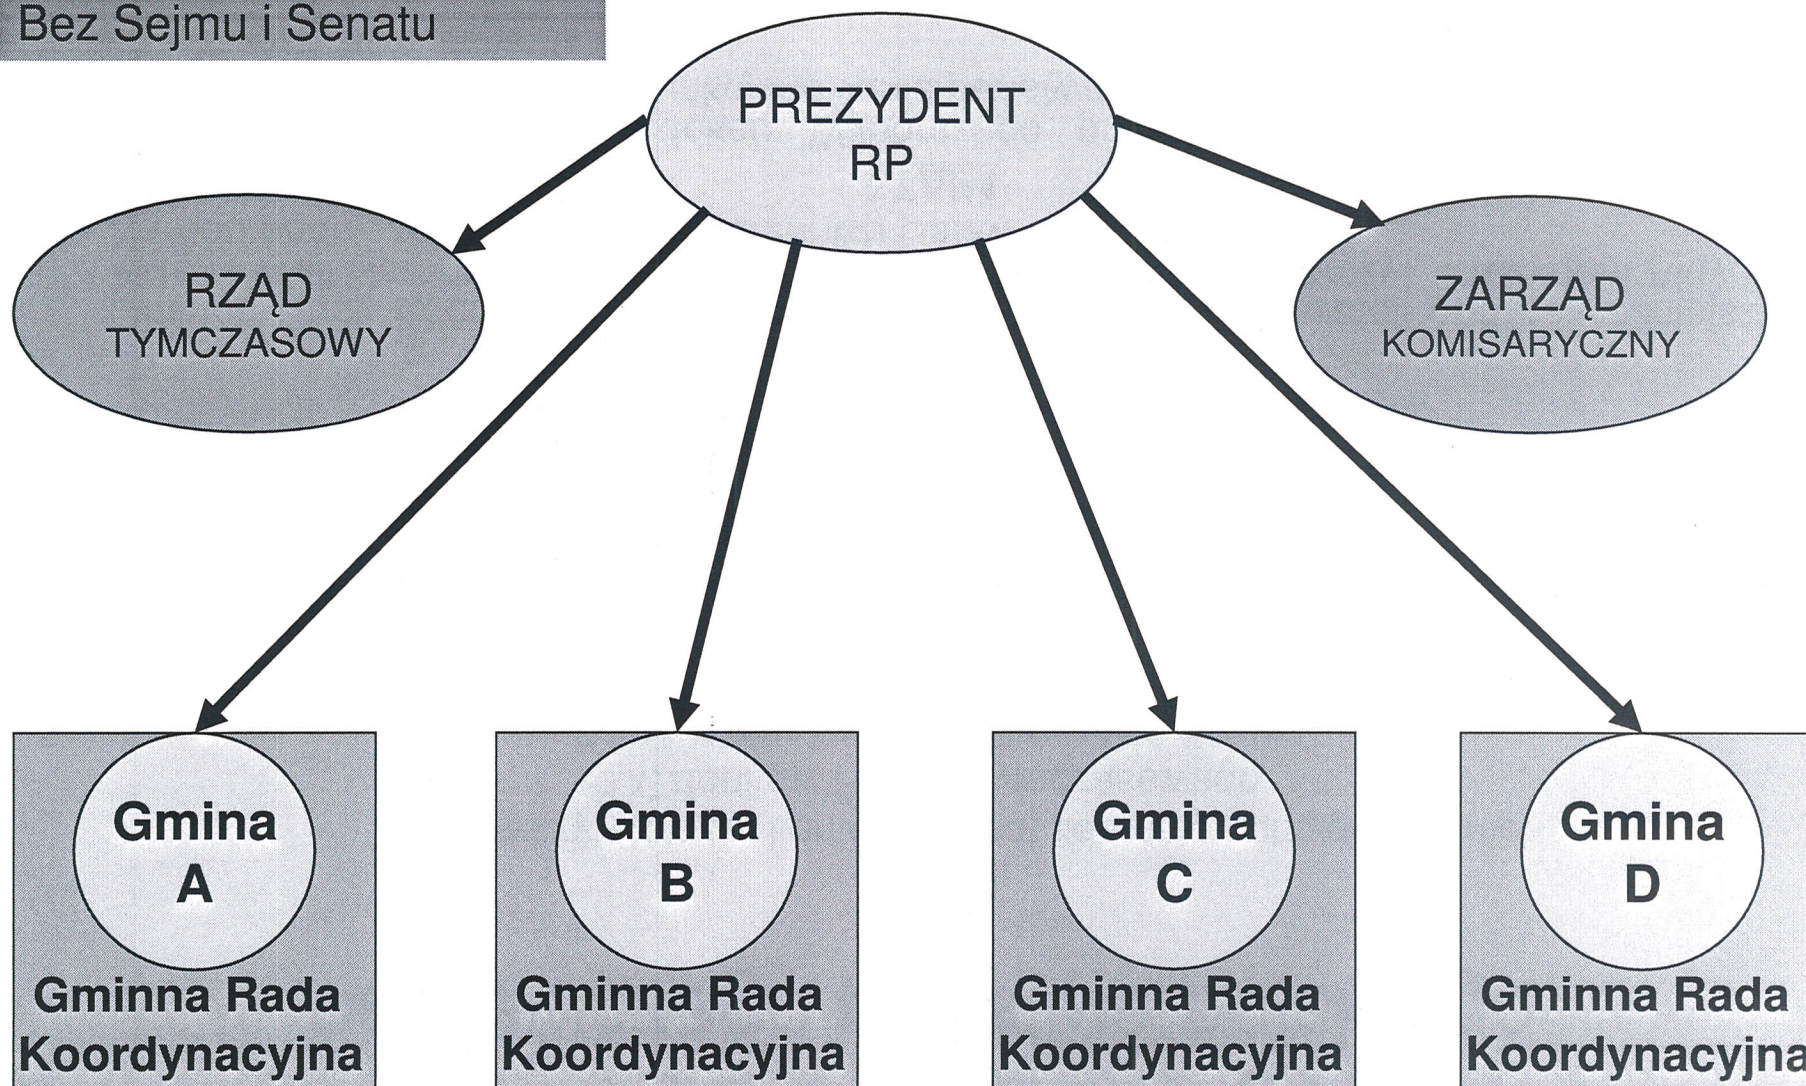 Bez Sejmu i Senatu
PREZYDENT
RP
RZĄD
TYMCZASOWY
ZARZĄD
KOMISARYCZNY
Gmina
A
Gminna Rada
Koordynacyjna
Gmina
B
Gminna Rada
Koordynacyjna
Gmina
C
Gminna Rada
Koordynacyjna
Gmina
D
Gminna Rada
Koordynacyjna